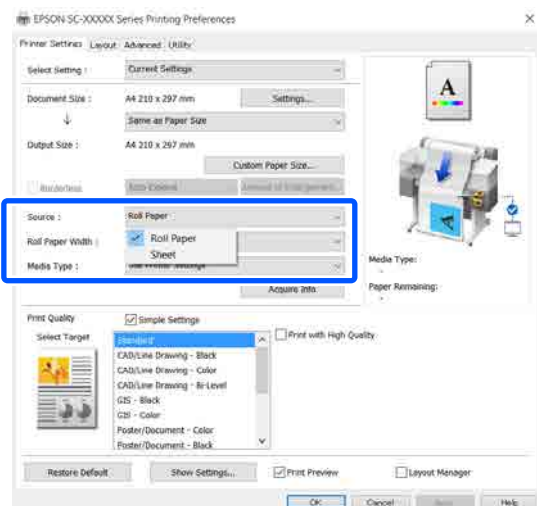 EPSON SC-XXXXX Series Printing Preferences
Printer Settings Layout Advanced Utility
Select Setting : Current Settings
Document Size : A4 210 x 297 mm Settings...
Same as Paper Size
Output Size : A4 210 x 297 mm
Custom Paper Size...
Borderless Auto Expand Amount of Enlargement...
Source : Roll Paper
Roll Paper
Sheet
Roll Paper Width :
Media Type : Use Printer Settings
Acquire Info
A
A
Media Type:
-
Paper Remaining:
-
Print Quality Simple Settings
Select Target
Standard
CAD/Line Drawing - Black
CAD/Line Drawing - Color
CAD/Line Drawing - Bi-Level
GIS - Black
GIS - Color
Poster/Document - Color
Poster/Document - Black
Print with High Quality
Restore Default Show Settings... Print Preview Layout Manager
OK Cancel Apply Help